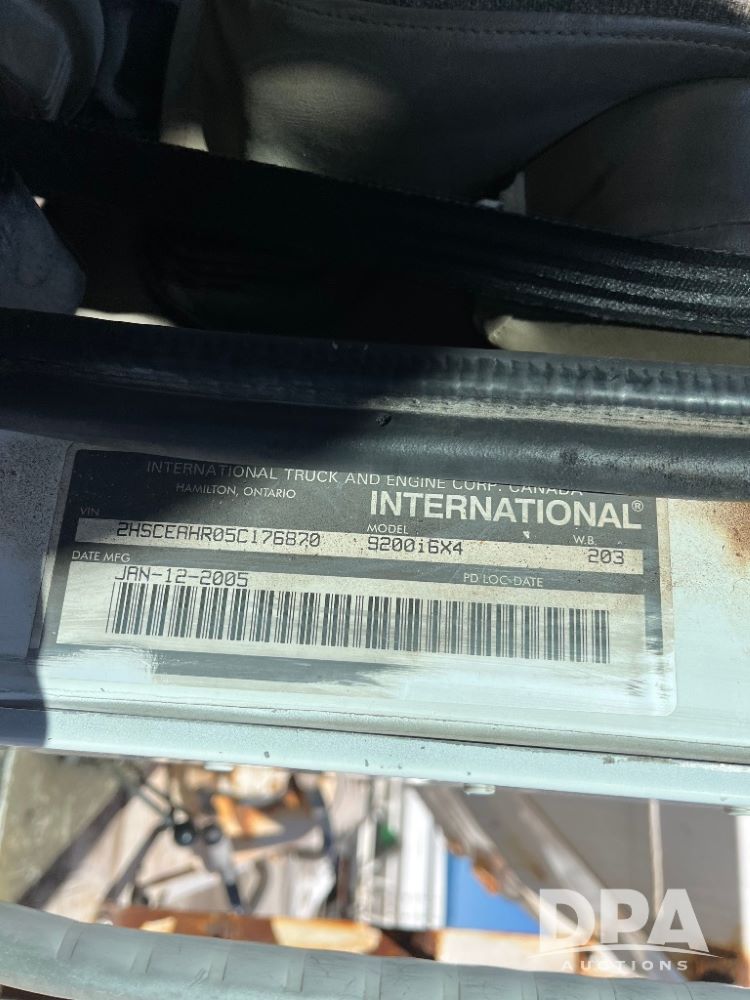 INTERNATIONAL TRUCK AND ENGINE CORP. CANADA
HAMILTON, ONTARIO
INTERNATIONAL®
VIN
MODEL
W.B.
2HSCEAHR05C176870
9200i6X4
203
DATE MFG
PD LOC-DATE
JAN-12-2005
DPA
AUCTIONS